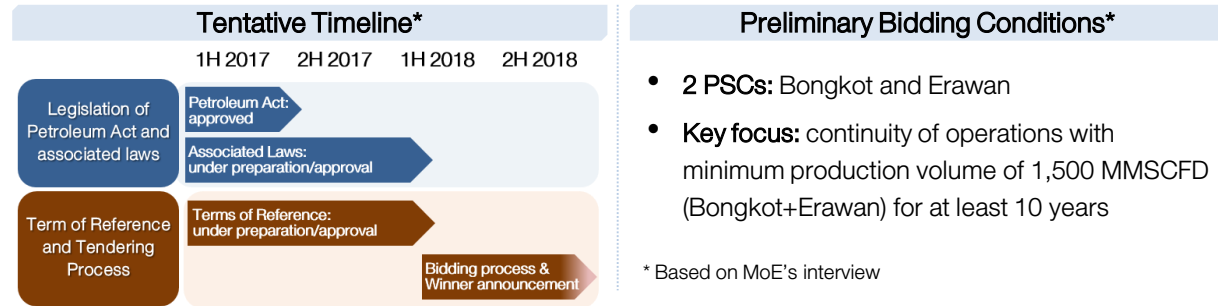 Tentative Timeline*
1H 2017 2H 2017 1H 2018 2H 2018
Legislation of
Petroleum Act and
associated laws
Petroleum Act:
approved
Associated Laws:
under preparation/approval
Term of Reference
and Tendering
Process
Terms of Reference:
under preparation/approval
Bidding process &
Winner announcement
Preliminary Bidding Conditions*
• 2 PSCs: Bongkot and Erawan
• Key focus: continuity of operations with
minimum production volume of 1,500 MMSCFD
(Bongkot+Erawan) for at least 10 years
* Based on MoE's interview